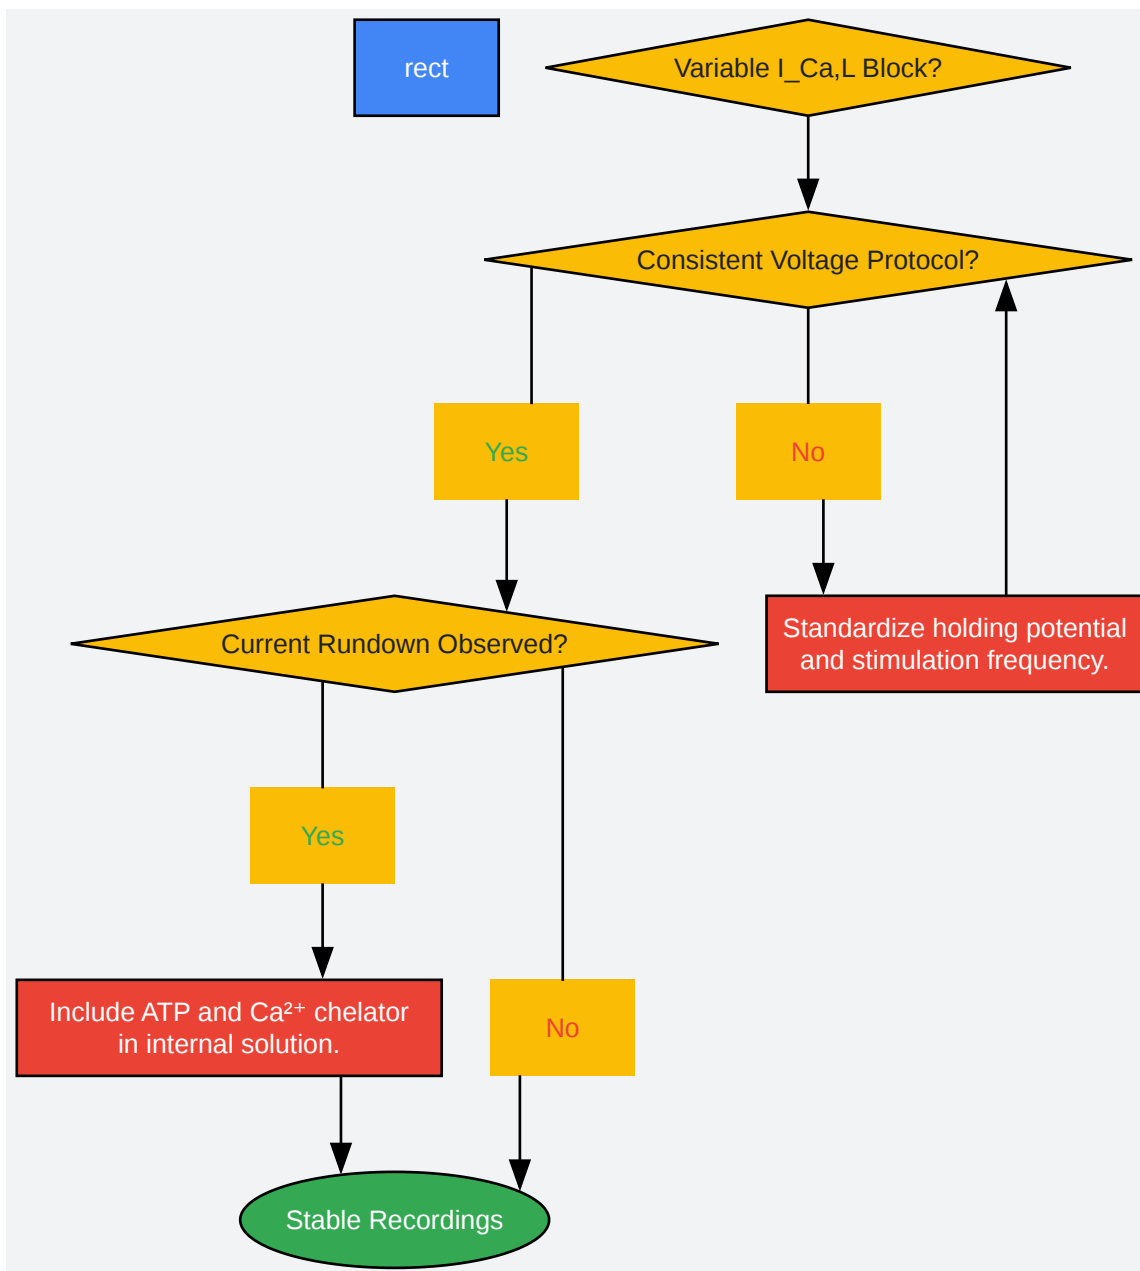 rect
Variable I_Ca,L Block?
Consistent Voltage Protocol?
Yes
No
Standardize holding potential
and stimulation frequency.
Current Rundown Observed?
Yes
Include ATP and Ca²⁺ chelator
in internal solution.
No
Stable Recordings